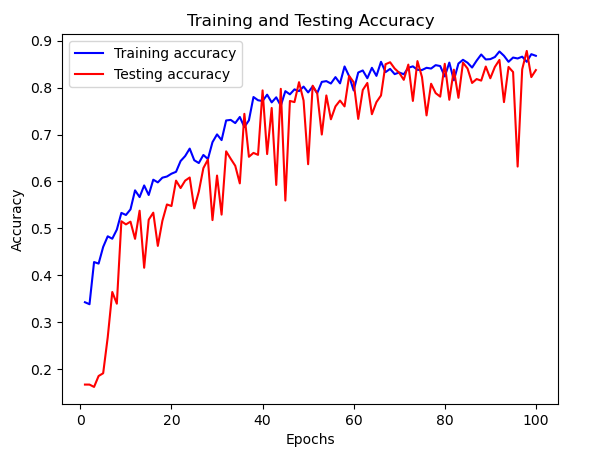 Training and Testing Accuracy
Training accuracy
Testing accuracy
Accuracy
0.9
0.8
0.7
0.6
0.5
0.4
0.3
0.2
0 20 40 60 80 100
Epochs